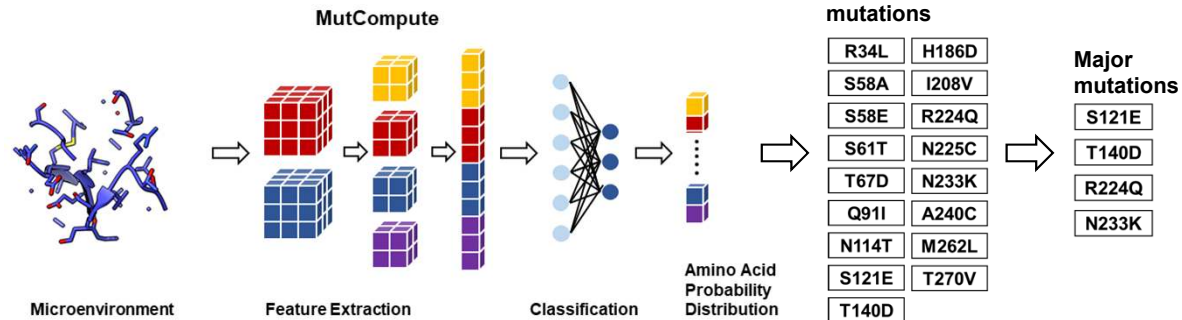 MutCompute
Microenvironment
Feature Extraction
Classification
Amino Acid
Probability
Distribution
mutations
R34L
H186D
S58A
I208V
S58E
R224Q
S61T
N225C
T67D
N233K
Q91I
A240C
N114T
M262L
S121E
T270V
T140D
Major
mutations
S121E
T140D
R224Q
N233K